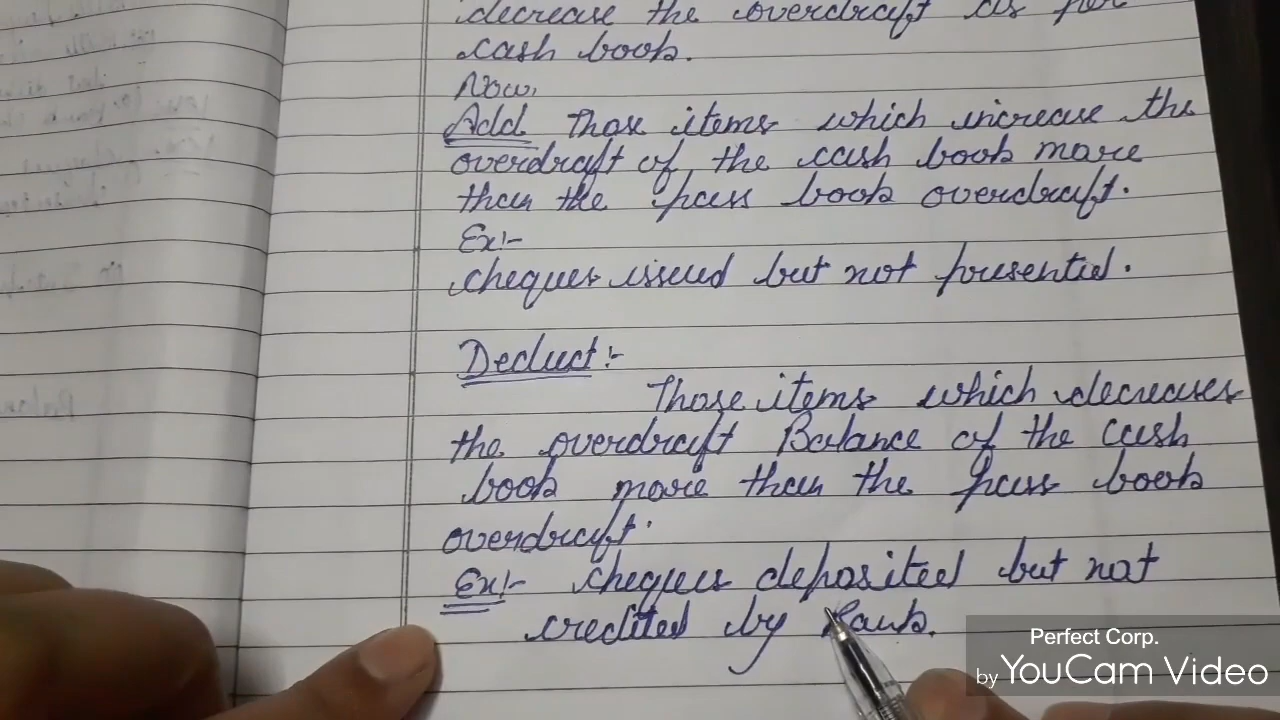 decrease the overdraft as per
cash book.
Now,
Add those items which increase the
overdraft of the cash book more
than the pass book overdraft.
Ex:-
cheques issued but not presented.
Deduct:-
Those items which decreases
the overdraft Balance of the cash
book more than the pass book
overdraft.
Ex:- cheques deposited but not
credited by Bank.
Perfect Corp.
by YouCam Video